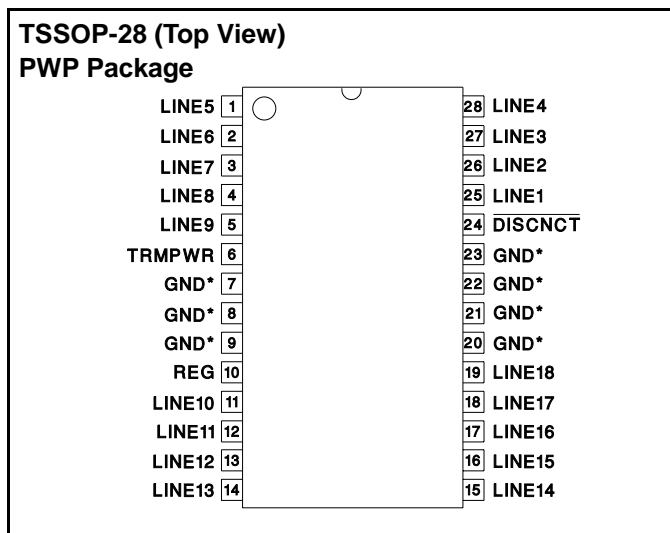 TSSOP-28 (Top View)
PWP Package
LINE5 1 28 LINE4
LINE6 2 27 LINE3
LINE7 3 26 LINE2
LINE8 4 25 LINE1
LINE9 5 24 DISCNCT
TRMPWR 6 23 GND*
GND* 7 22 GND*
GND* 8 21 GND*
GND* 9 20 GND*
REG 10 19 LINE18
LINE10 11 18 LINE17
LINE11 12 17 LINE16
LINE12 13 16 LINE15
LINE13 14 15 LINE14